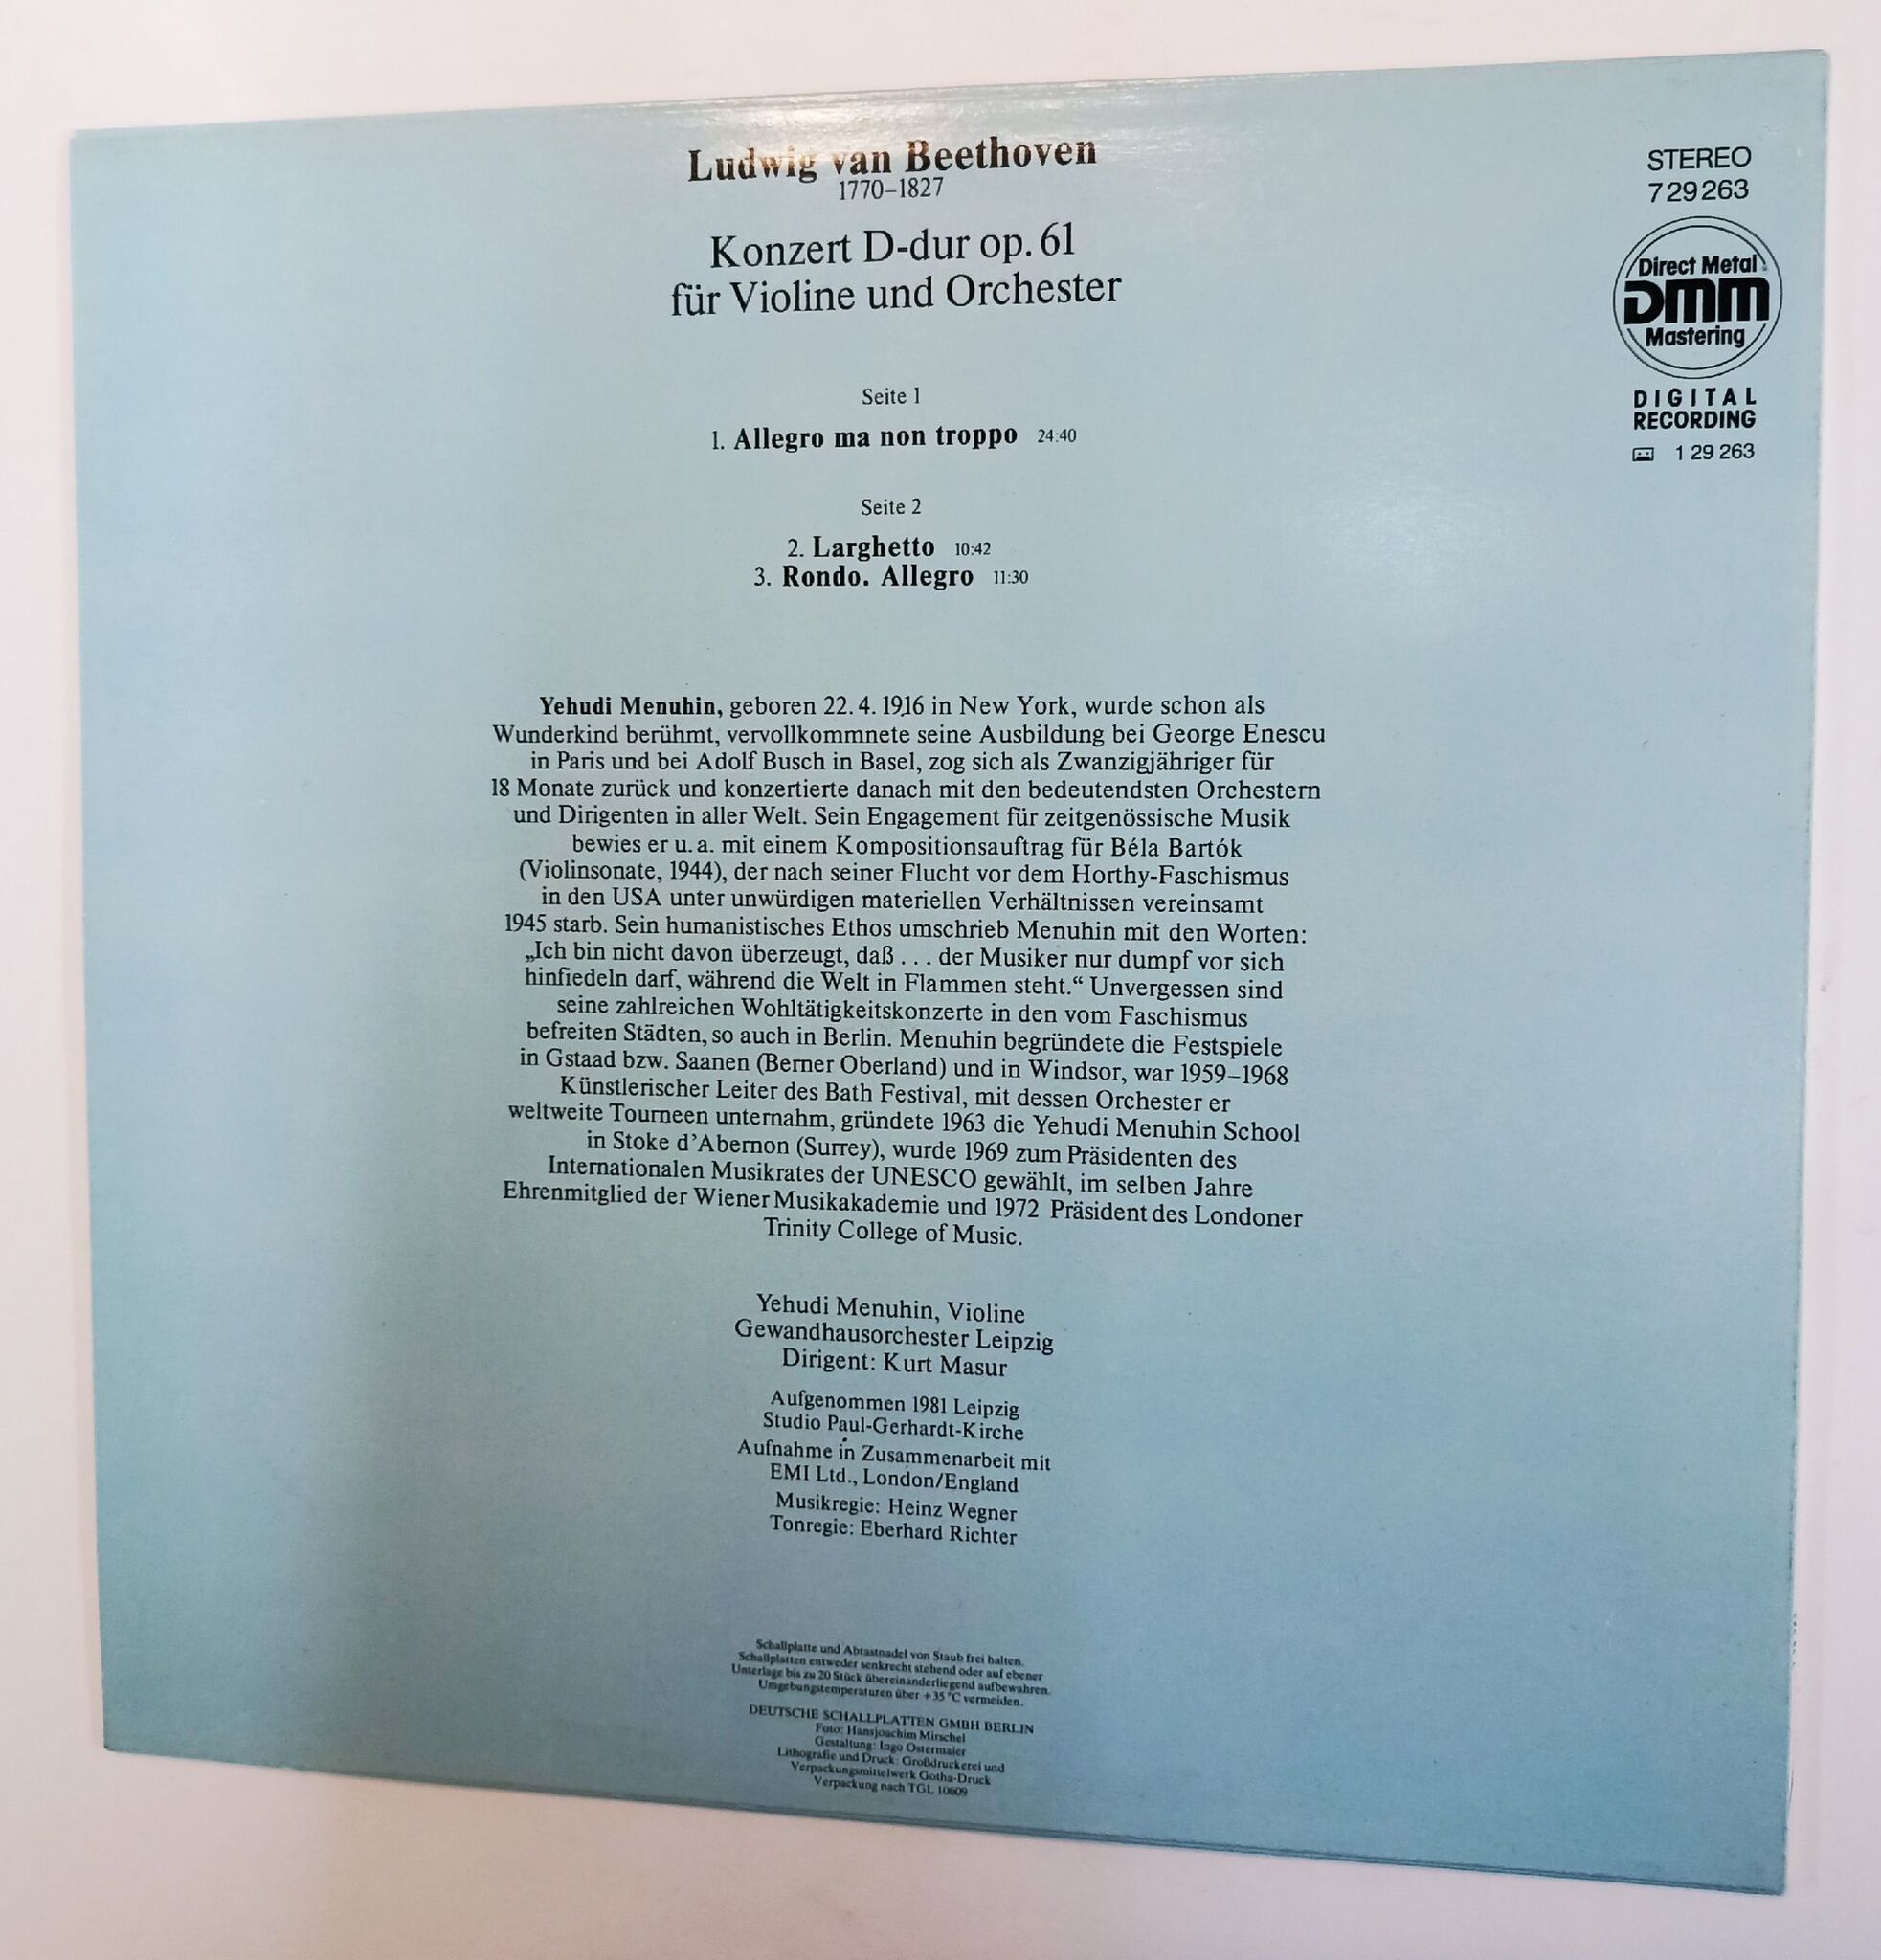 Ludwig van Beethoven
1770–1827
Konzert D-dur op. 61
für Violine und Orchester
Seite 1
1. Allegro ma non troppo 24:40
Seite 2
2. Larghetto 10:42
3. Rondo. Allegro 11:30
STEREO
7 29 263
Direct Metal
DMM
Mastering
DIGITAL
RECORDING
1 29 263
Yehudi Menuhin, geboren 22. 4. 1916 in New York, wurde schon als
Wunderkind berühmt, vervollkommnete seine Ausbildung bei George Enescu
in Paris und bei Adolf Busch in Basel, zog sich als Zwanzigjähriger für
18 Monate zurück und konzertierte danach mit den bedeutendsten Orchestern
und Dirigenten in aller Welt. Sein Engagement für zeitgenössische Musik
bewies er u. a. mit einem Kompositionsauftrag für Béla Bartók
(Violinsonate, 1944), der nach seiner Flucht vor dem Horthy-Faschismus
in den USA unter unwürdigen materiellen Verhältnissen vereinsamt
1945 starb. Sein humanistisches Ethos umschrieb Menuhin mit den Worten:
„Ich bin nicht davon überzeugt, daß . . . der Musiker nur dumpf vor sich
hinfiedeln darf, während die Welt in Flammen steht.“ Unvergessen sind
seine zahlreichen Wohltätigkeitskonzerte in den vom Faschismus
befreiten Städten, so auch in Berlin. Menuhin begründete die Festspiele
in Gstaad bzw. Saanen (Berner Oberland) und in Windsor, war 1959–1968
Künstlerischer Leiter des Bath Festival, mit dessen Orchester er
weltweite Tourneen unternahm, gründete 1963 die Yehudi Menuhin School
in Stoke d’Abernon (Surrey), wurde 1969 zum Präsidenten des
Internationalen Musikrates der UNESCO gewählt, im selben Jahre
Ehrenmitglied der Wiener Musikakademie und 1972 Präsident des Londoner
Trinity College of Music.
Yehudi Menuhin, Violine
Gewandhausorchester Leipzig
Dirigent: Kurt Masur
Aufgenommen 1981 Leipzig
Studio Paul-Gerhardt-Kirche
Aufnahme in Zusammenarbeit mit
EMI Ltd., London/England
Musikregie: Heinz Wegner
Tonregie: Eberhard Richter
Schallplatte und Abtastnadel von Staub frei halten.
Schallplatten entweder senkrecht stehend oder auf ebener
Unterlage bis zu 20 Stück übereinanderliegend aufbewahren.
Umgebungstemperaturen über +35 °C vermeiden.
DEUTSCHE SCHALLPLATTEN GMBH BERLIN
Foto: Hansjoachim Mirschel
Gestaltung: Ingo Ostermaier
Lithografie und Druck: Großdruckerei und
Verpackungsmittelwerk Gotha-Druck
Verpackung nach TGL 10609